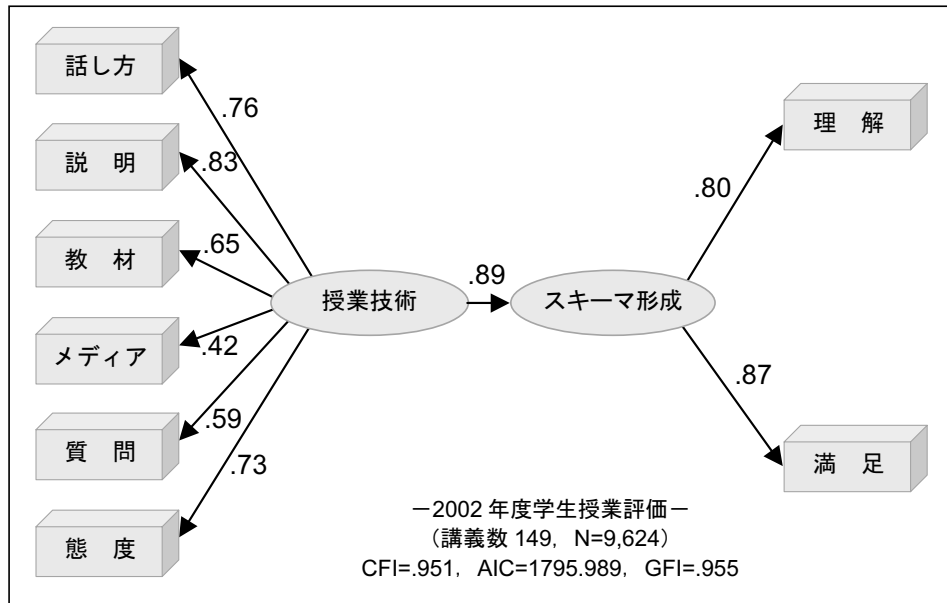 話し方
説 明
教 材
メディア
質 問
態 度
.76
.83
.65
.42
.59
.73
授業技術
.89
スキーマ形成
.80
.87
理 解
満 足
－2002 年度学生授業評価－
（講義数 149, N=9,624）
CFI=.951, AIC=1795.989, GFI=.955